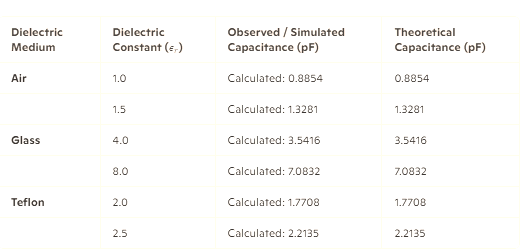 Dielectric Medium | Dielectric Constant (ϵᵣ) | Observed / Simulated Capacitance (pF) | Theoretical Capacitance (pF)
Air | 1.0 | Calculated: 0.8854 | 0.8854
1.5 | Calculated: 1.3281 | 1.3281
Glass | 4.0 | Calculated: 3.5416 | 3.5416
8.0 | Calculated: 7.0832 | 7.0832
Teflon | 2.0 | Calculated: 1.7708 | 1.7708
2.5 | Calculated: 2.2135 | 2.2135